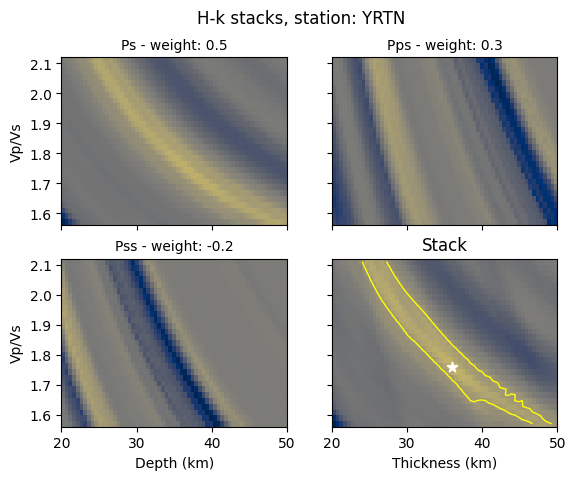 H-k stacks, station: YRTN
Ps - weight: 0.5
Pps - weight: 0.3
Vp/Vs
2.1
2.0
1.9
1.8
1.7
1.6
Pss - weight: -0.2
Stack
Vp/Vs
2.1
2.0
1.9
1.8
1.7
1.6
20 30 40 50
20 30 40 50
Depth (km)
Thickness (km)